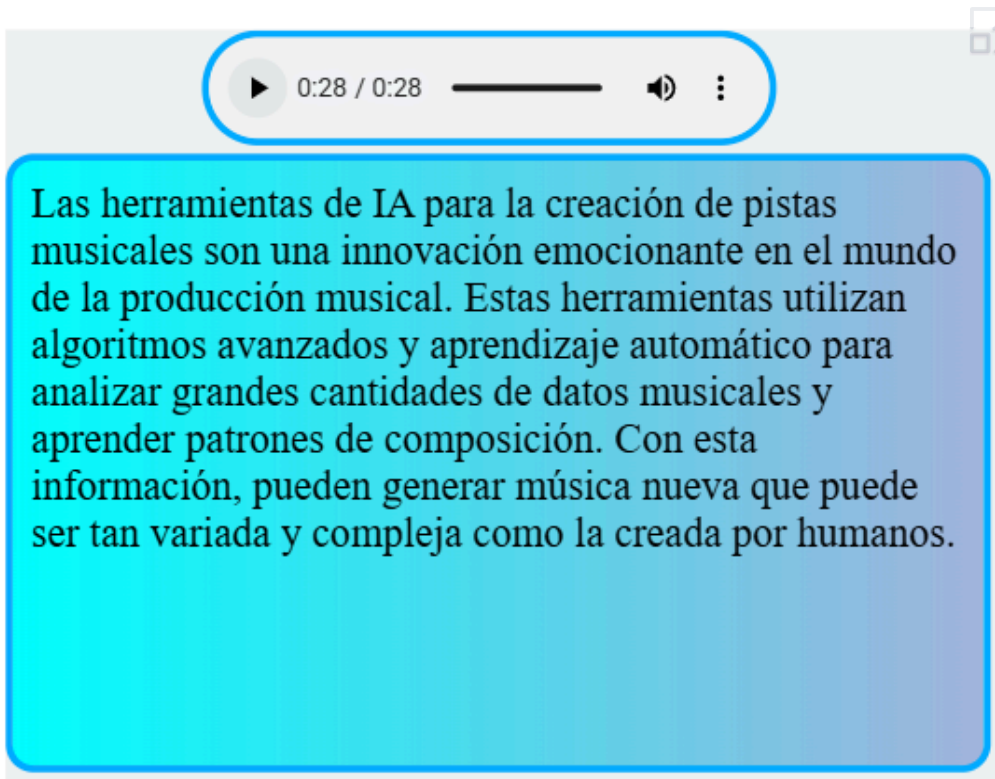 0:28 / 0:28
Las herramientas de IA para la creación de pistas
musicales son una innovación emocionante en el mundo
de la producción musical. Estas herramientas utilizan
algoritmos avanzados y aprendizaje automático para
analizar grandes cantidades de datos musicales y
aprender patrones de composición. Con esta
información, pueden generar música nueva que puede
ser tan variada y compleja como la creada por humanos.